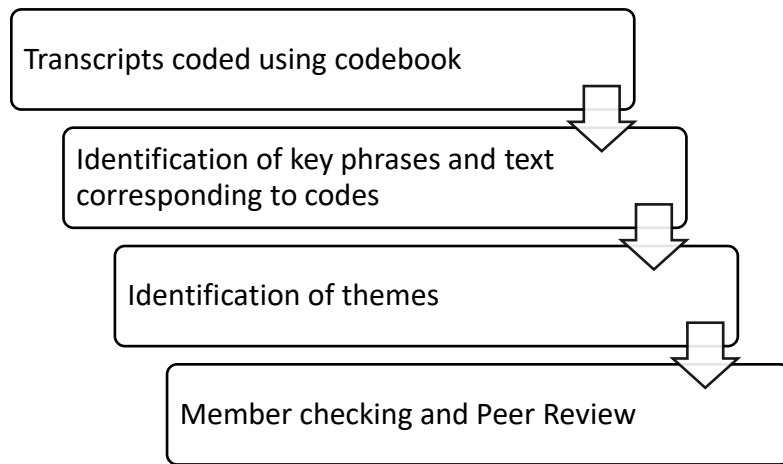 Transcripts coded using codebook
Identification of key phrases and text
corresponding to codes
Identification of themes
Member checking and Peer Review